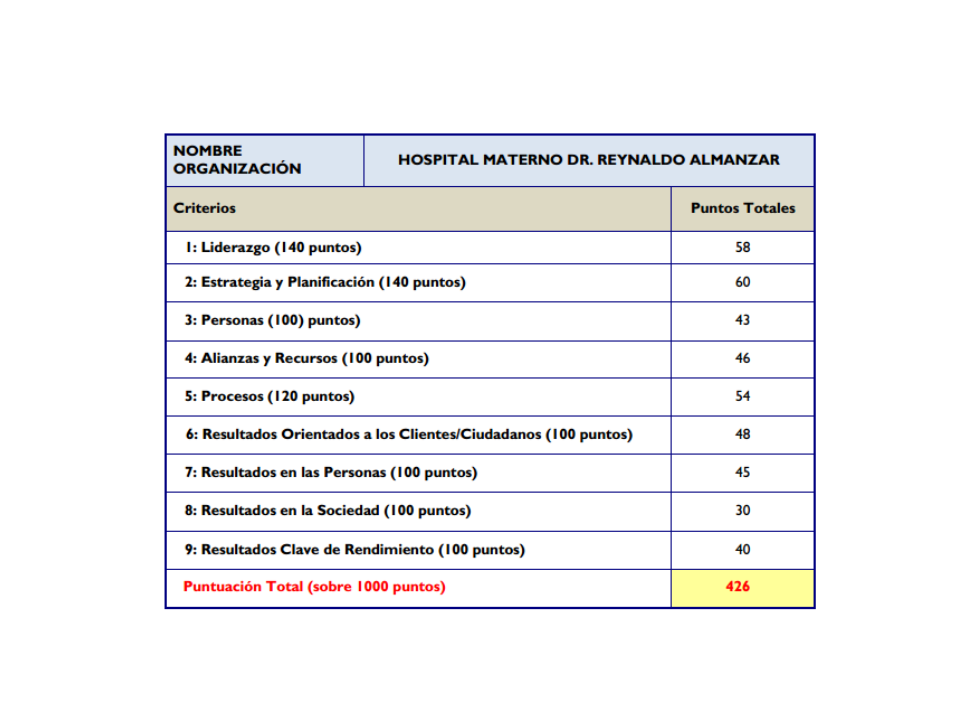 NOMBRE
ORGANIZACIÓN
HOSPITAL MATERNO DR. REYNALDO ALMANZAR
Criterios Puntos Totales
1: Liderazgo (140 puntos) 58
2: Estrategia y Planificación (140 puntos) 60
3: Personas (100) puntos) 43
4: Alianzas y Recursos (100 puntos) 46
5: Procesos (120 puntos) 54
6: Resultados Orientados a los Clientes/Ciudadanos (100 puntos) 48
7: Resultados en las Personas (100 puntos) 45
8: Resultados en la Sociedad (100 puntos) 30
9: Resultados Clave de Rendimiento (100 puntos) 40
Puntuación Total (sobre 1000 puntos) 426